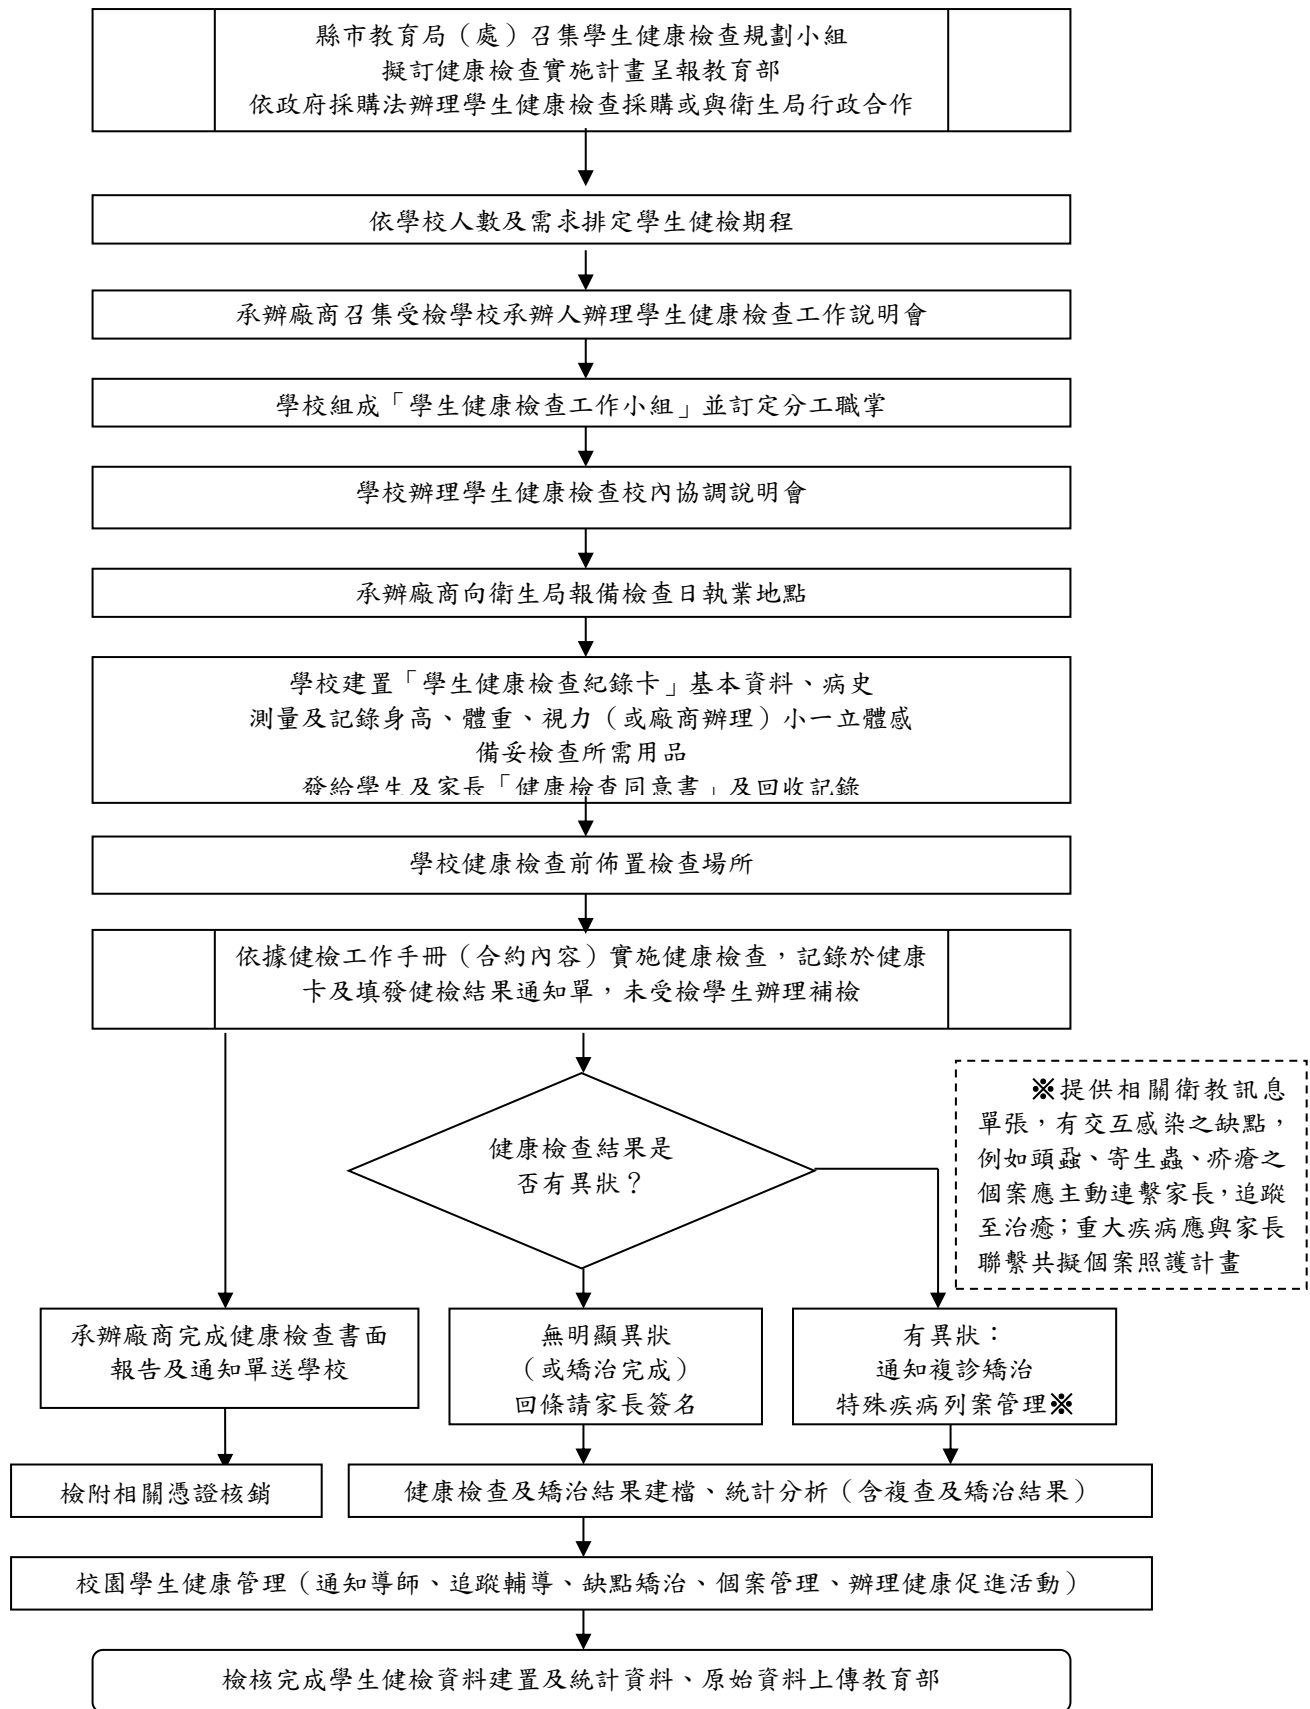 縣市教育局（處）召集學生健康檢查規劃小組
擬訂健康檢查實施計畫呈報教育部
依政府採購法辦理學生健康檢查採購或與衛生局行政合作
依學校人數及需求排定學生健檢期程
承辦廠商召集受檢學校承辦人辦理學生健康檢查工作說明會
學校組成「學生健康檢查工作小組」並訂定分工職掌
學校辦理學生健康檢查校內協調說明會
承辦廠商向衛生局報備檢查日執業地點
學校建置「學生健康檢查紀錄卡」基本資料、病史
測量及記錄身高、體重、視力（或廠商辦理）小一立體感
備妥檢查所需用品
發給學生及家長「健康檢查同意書」及回收記錄
學校健康檢查前佈置檢查場所
依據健檢工作手冊（合約內容）實施健康檢查，記錄於健康
卡及填發健檢結果通知單，未受檢學生辦理補檢
健康檢查結果是
否有異狀？
※提供相關衛教訊息
單張，有交互感染之缺點，
例如頭蝨、寄生蟲、疥瘡之
個案應主動連繫家長，追蹤
至治癒；重大疾病應與家長
聯繫共擬個案照護計畫
承辦廠商完成健康檢查書面
報告及通知單送學校
無明顯異狀
（或矯治完成）
回條請家長簽名
有異狀：
通知複診矯治
特殊疾病列案管理※
檢附相關憑證核銷
健康檢查及矯治結果建檔、統計分析（含複查及矯治結果）
校園學生健康管理（通知導師、追蹤輔導、缺點矯治、個案管理、辦理健康促進活動）
檢核完成學生健檢資料建置及統計資料、原始資料上傳教育部